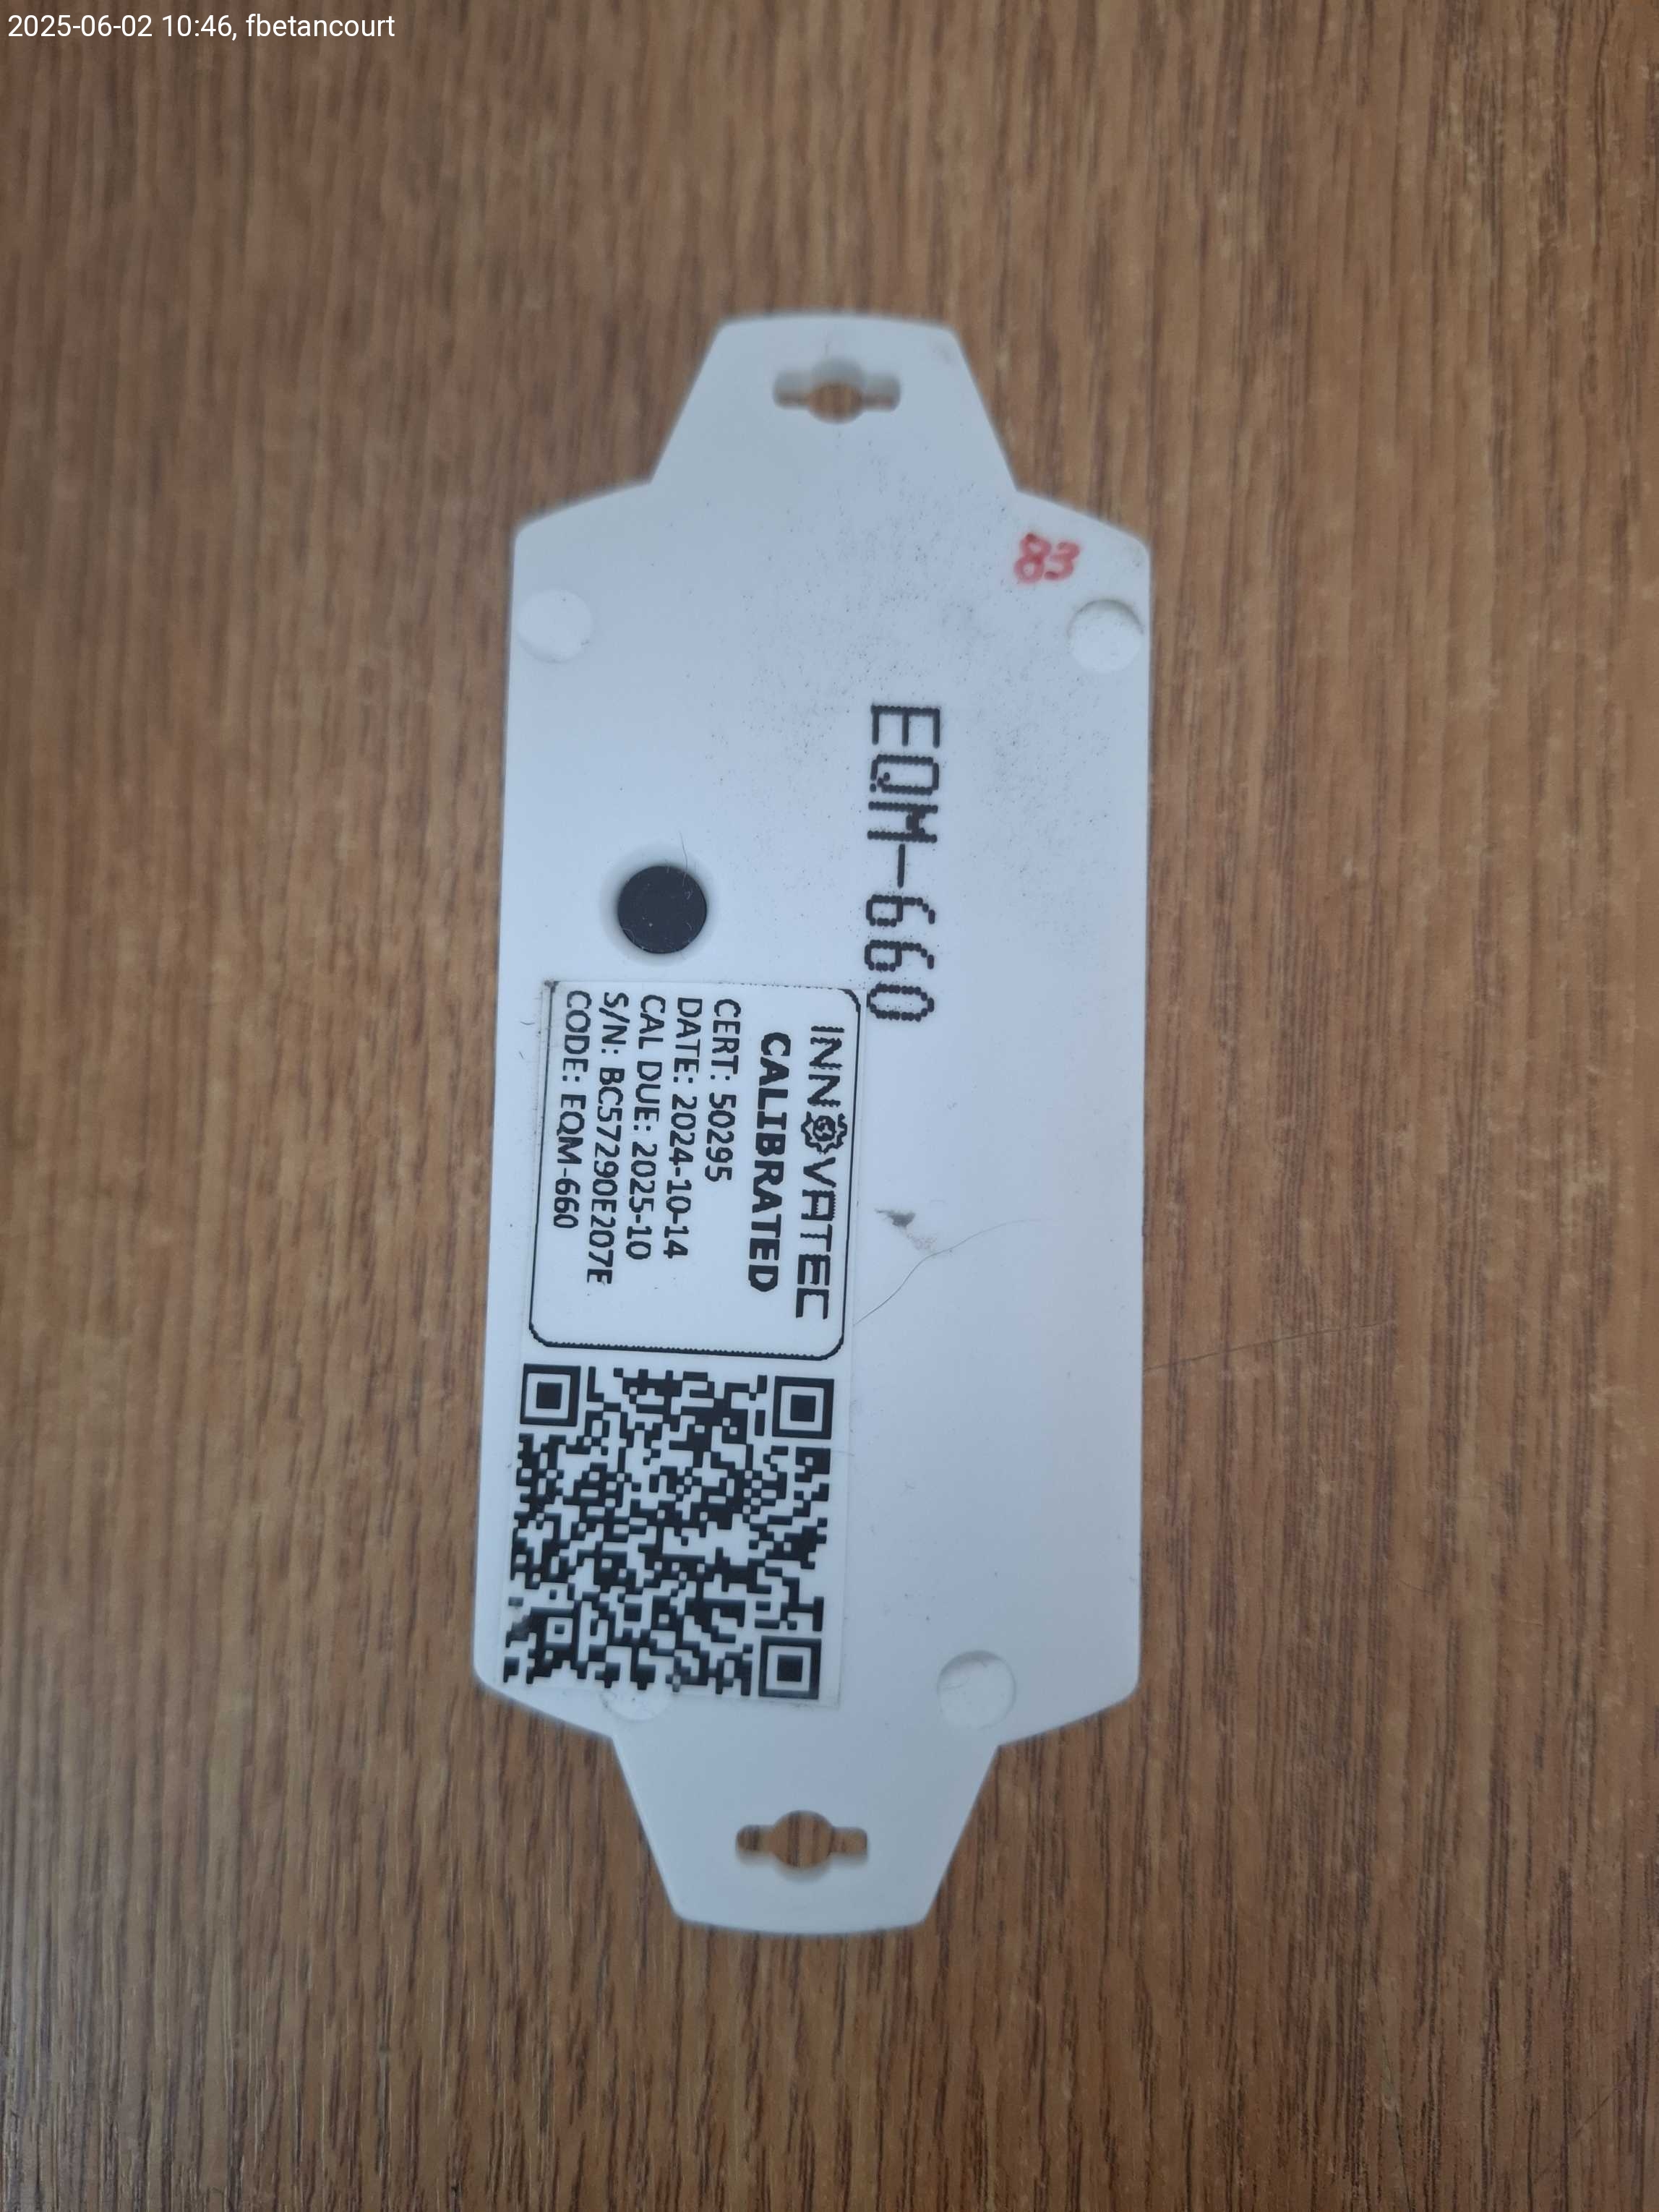 2025-06-02 10:46, fbetancourt
83
EQM-660
INNOVATEC
CALIBRATED
CERT: 50295
DATE: 2024-10-14
CAL DUE: 2025-10
S/N: BC57290E207E
CODE: EQM-660